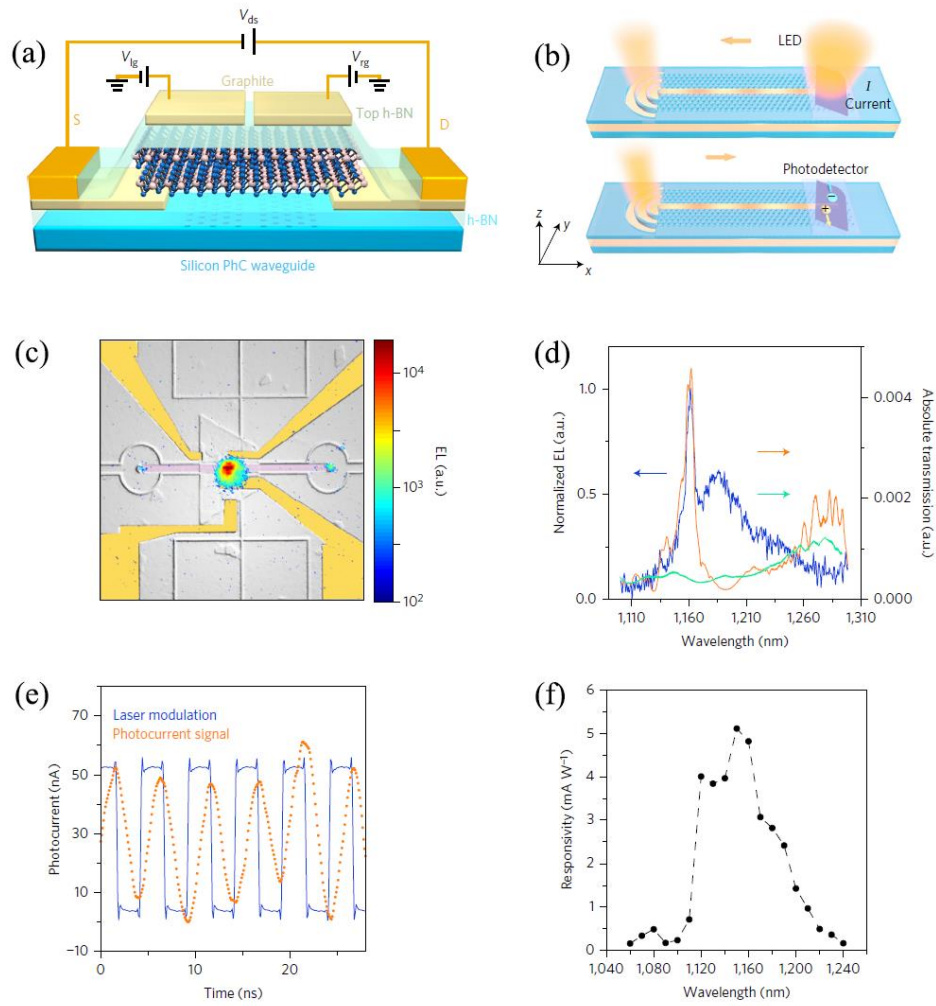 (a)
V_ds
V_lg
V_rg
Graphite
Top h-BN
S
D
h-BN
Silicon PhC waveguide
(b)
LED
I
Current
Photodetector
−
+
z
y
x
(c)
EL (a.u.)
10^4
10^3
10^2
(d)
Normalized EL (a.u.)
1.0
0.5
0.0
0.004
0.002
0.000
Absolute transmission (a.u.)
1,110 1,160 1,210 1,260 1,310
Wavelength (nm)
(e)
Laser modulation
Photocurrent signal
Photocurrent (nA)
70
50
30
10
−10
0 10 20
Time (ns)
(f)
Responsivity (mA W⁻¹)
6
5
4
3
2
1
0
1,040 1,080 1,120 1,160 1,200 1,240
Wavelength (nm)